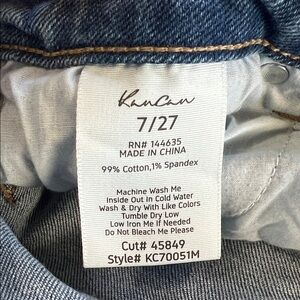 KanCan
7/27
RN# 144635
MADE IN CHINA
99% Cotton,1% Spandex
Machine Wash Me
Inside Out In Cold Water
Wash & Dry With Like Colors
Tumble Dry Low
Low Iron Me If Needed
Do Not Bleach Me Please
Cut# 45849
Style# KC70051M